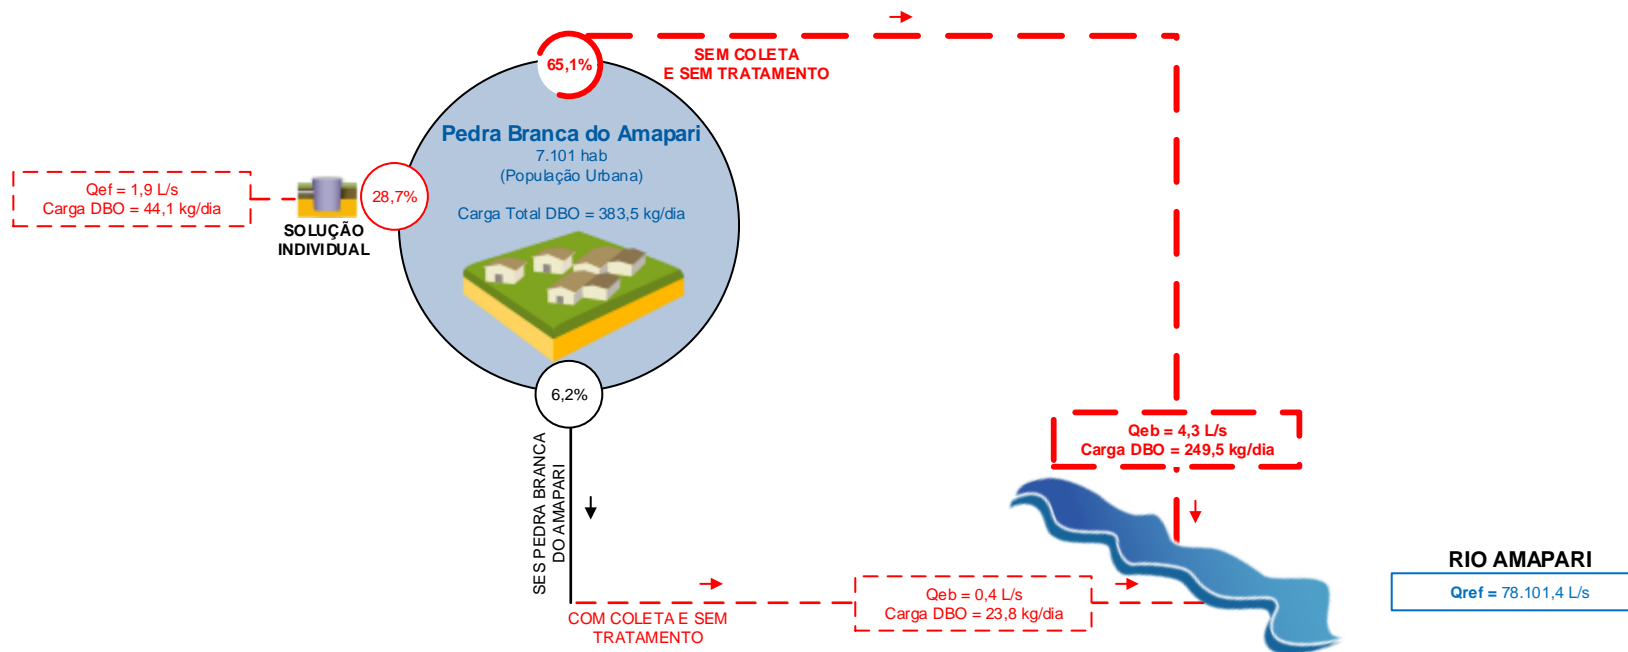 65,1%
SEM COLETA
E SEM TRATAMENTO
Pedra Branca do Amapari
7.101 hab
(População Urbana)
Carga Total DBO = 383,5 kg/dia
28,7%
SOLUÇÃO
INDIVIDUAL
Qef = 1,9 L/s
Carga DBO = 44,1 kg/dia
6,2%
SES PEDRA BRANCA
DO AMAPARI
COM COLETA E SEM
TRATAMENTO
Qeb = 0,4 L/s
Carga DBO = 23,8 kg/dia
Qeb = 4,3 L/s
Carga DBO = 249,5 kg/dia
RIO AMAPARI
Qref = 78.101,4 L/s